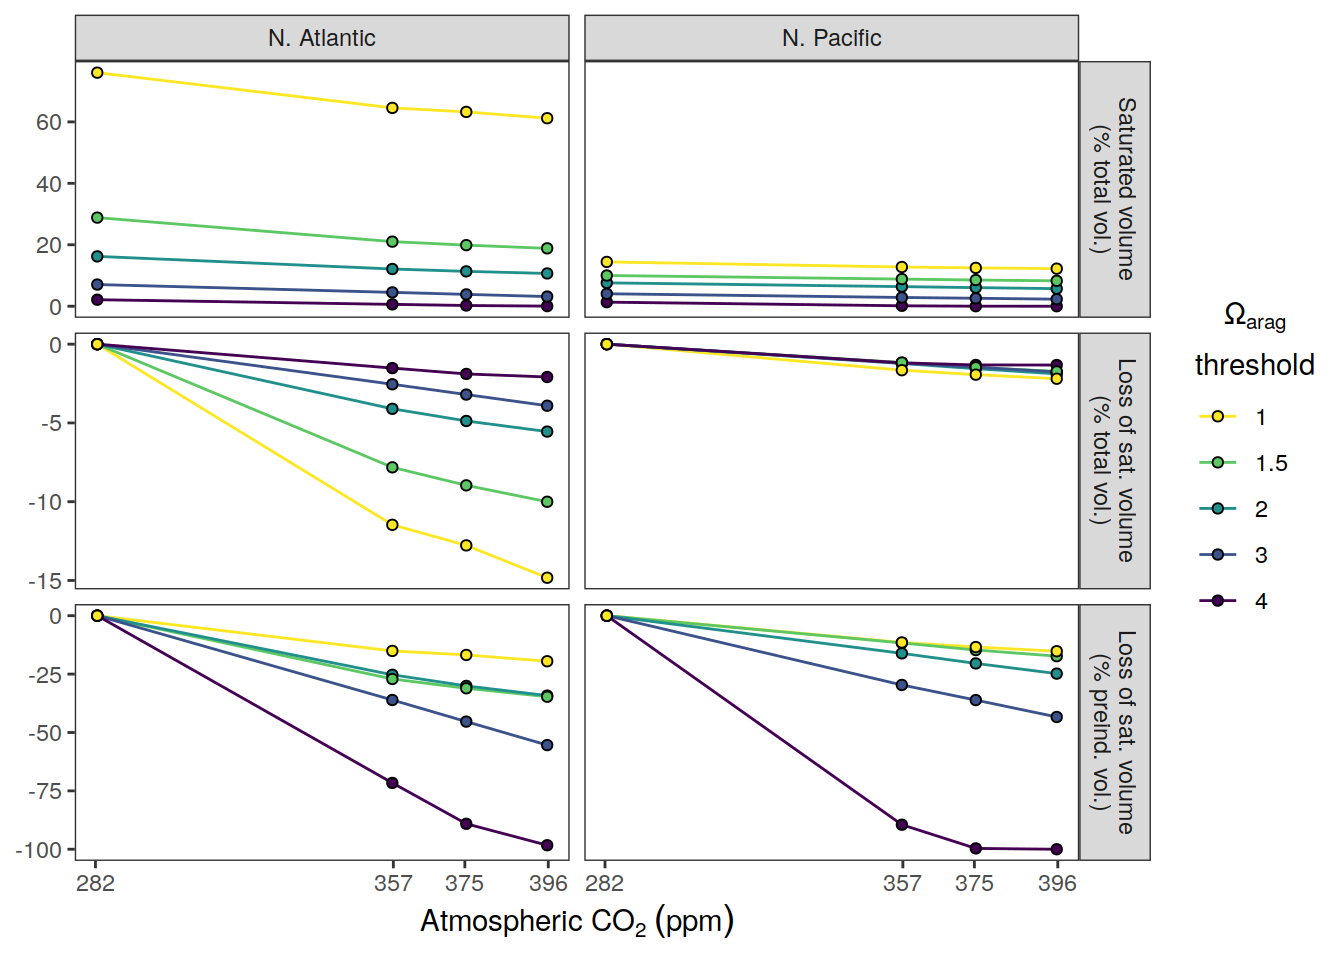 N. Atlantic
N. Pacific
60
40
20
0
Saturated volume
(% total vol.)
0
-5
-10
-15
Loss of sat. volume
(% total vol.)
0
-25
-50
-75
-100
Loss of sat. volume
(% preind. vol.)
282 357 375 396
282 357 375 396
Atmospheric CO₂ (ppm)
Ωarag
threshold
1
1.5
2
3
4